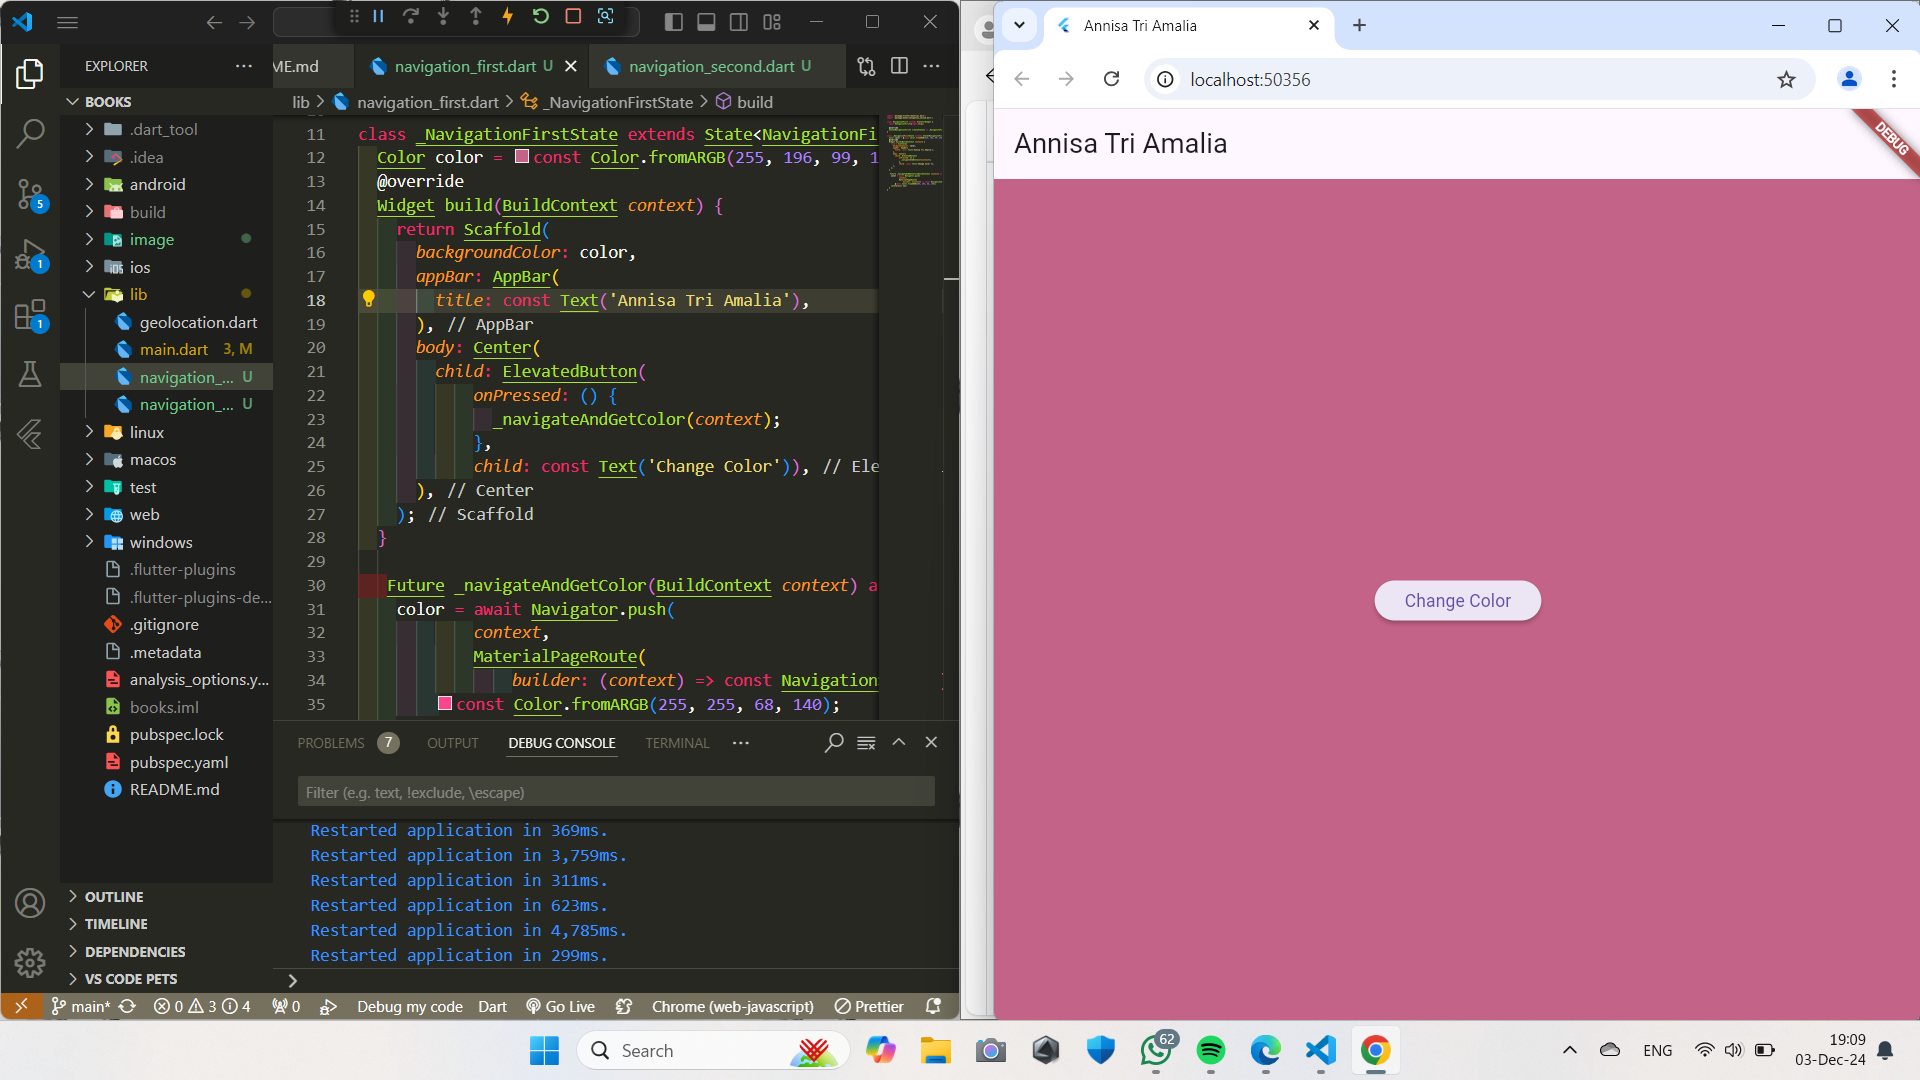 EXPLORER
BOOKS
.dart_tool
.idea
android
build
image
ios
lib
geolocation.dart
main.dart 3, M
navigation_... U
navigation_... U
linux
macos
test
web
windows
.flutter-plugins
.flutter-plugins-de...
.gitignore
.metadata
analysis_options.y...
books.iml
pubspec.lock
pubspec.yaml
README.md
OUTLINE
TIMELINE
DEPENDENCIES
VS CODE PETS
5
1
1
ME.md
navigation_first.dart U
navigation_second.dart U
lib > navigation_first.dart > _NavigationFirstState > build
11 class _NavigationFirstState extends State<NavigationFi
12 Color color = const Color.fromARGB(255, 196, 99, 1
13 @override
14 Widget build(BuildContext context) {
15 return Scaffold(
16 backgroundColor: color,
17 appBar: AppBar(
18 title: const Text('Annisa Tri Amalia'),
19 ), // AppBar
20 body: Center(
21 child: ElevatedButton(
22 onPressed: () {
23 _navigateAndGetColor(context);
24 },
25 child: const Text('Change Color')), // Ele
26 ), // Center
27 ); // Scaffold
28 }
29
30 Future _navigateAndGetColor(BuildContext context) a
31 color = await Navigator.push(
32 context,
33 MaterialPageRoute(
34 builder: (context) => const Navigation
35 const Color.fromARGB(255, 255, 68, 140);
PROBLEMS 7 OUTPUT DEBUG CONSOLE TERMINAL
Filter (e.g. text, !exclude, \escape)
Restarted application in 369ms.
Restarted application in 3,759ms.
Restarted application in 311ms.
Restarted application in 623ms.
Restarted application in 4,785ms.
Restarted application in 299ms.
main* 0 3 4 0 Debug my code Dart Go Live Chrome (web-javascript) Prettier
Annisa Tri Amalia
localhost:50356
Annisa Tri Amalia
DEBUG
Change Color
Search
62
ENG
19:09
03-Dec-24